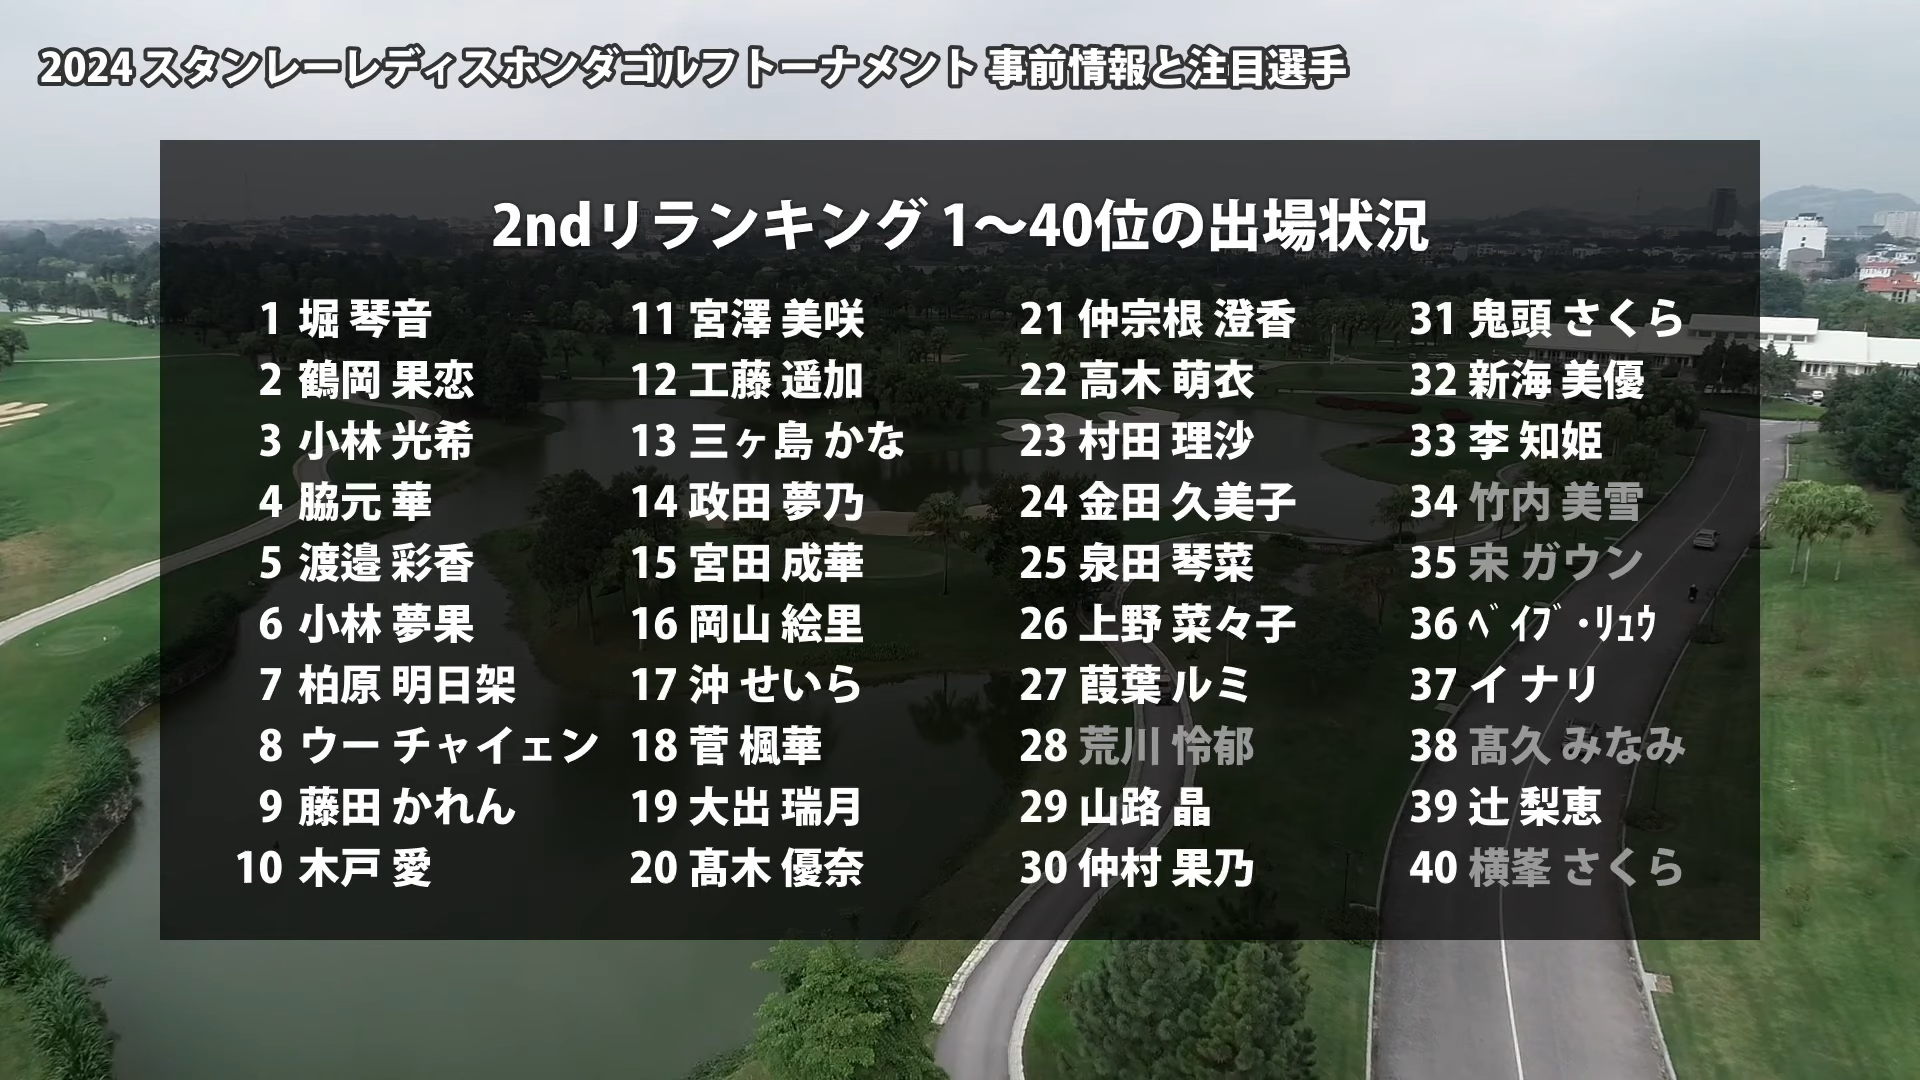 2024 スタンレーレディスホンダゴルフトーナメント 事前情報と注目選手
2ndリランキング 1〜40位の出場状況
1 堀 琴音
2 鶴岡 果恋
3 小林 光希
4 脇元 華
5 渡邉 彩香
6 小林 夢果
7 柏原 明日架
8 ウー チャイェン
9 藤田 かれん
10 木戸 愛
11 宮澤 美咲
12 工藤 遥加
13 三ヶ島 かな
14 政田 夢乃
15 宮田 成華
16 岡山 絵里
17 沖 せいら
18 菅 楓華
19 大出 瑞月
20 髙木 優奈
21 仲宗根 澄香
22 高木 萌衣
23 村田 理沙
24 金田 久美子
25 泉田 琴菜
26 上野 菜々子
27 葭葉 ルミ
28 荒川 怜郁
29 山路 晶
30 仲村 果乃
31 鬼頭 さくら
32 新海 美優
33 李 知姫
34 竹内 美雪
35 宋 ガウン
36 ﾍﾞｲﾌﾞ・ﾘｭｳ
37 イ ナリ
38 髙久 みなみ
39 辻 梨恵
40 横峯 さくら